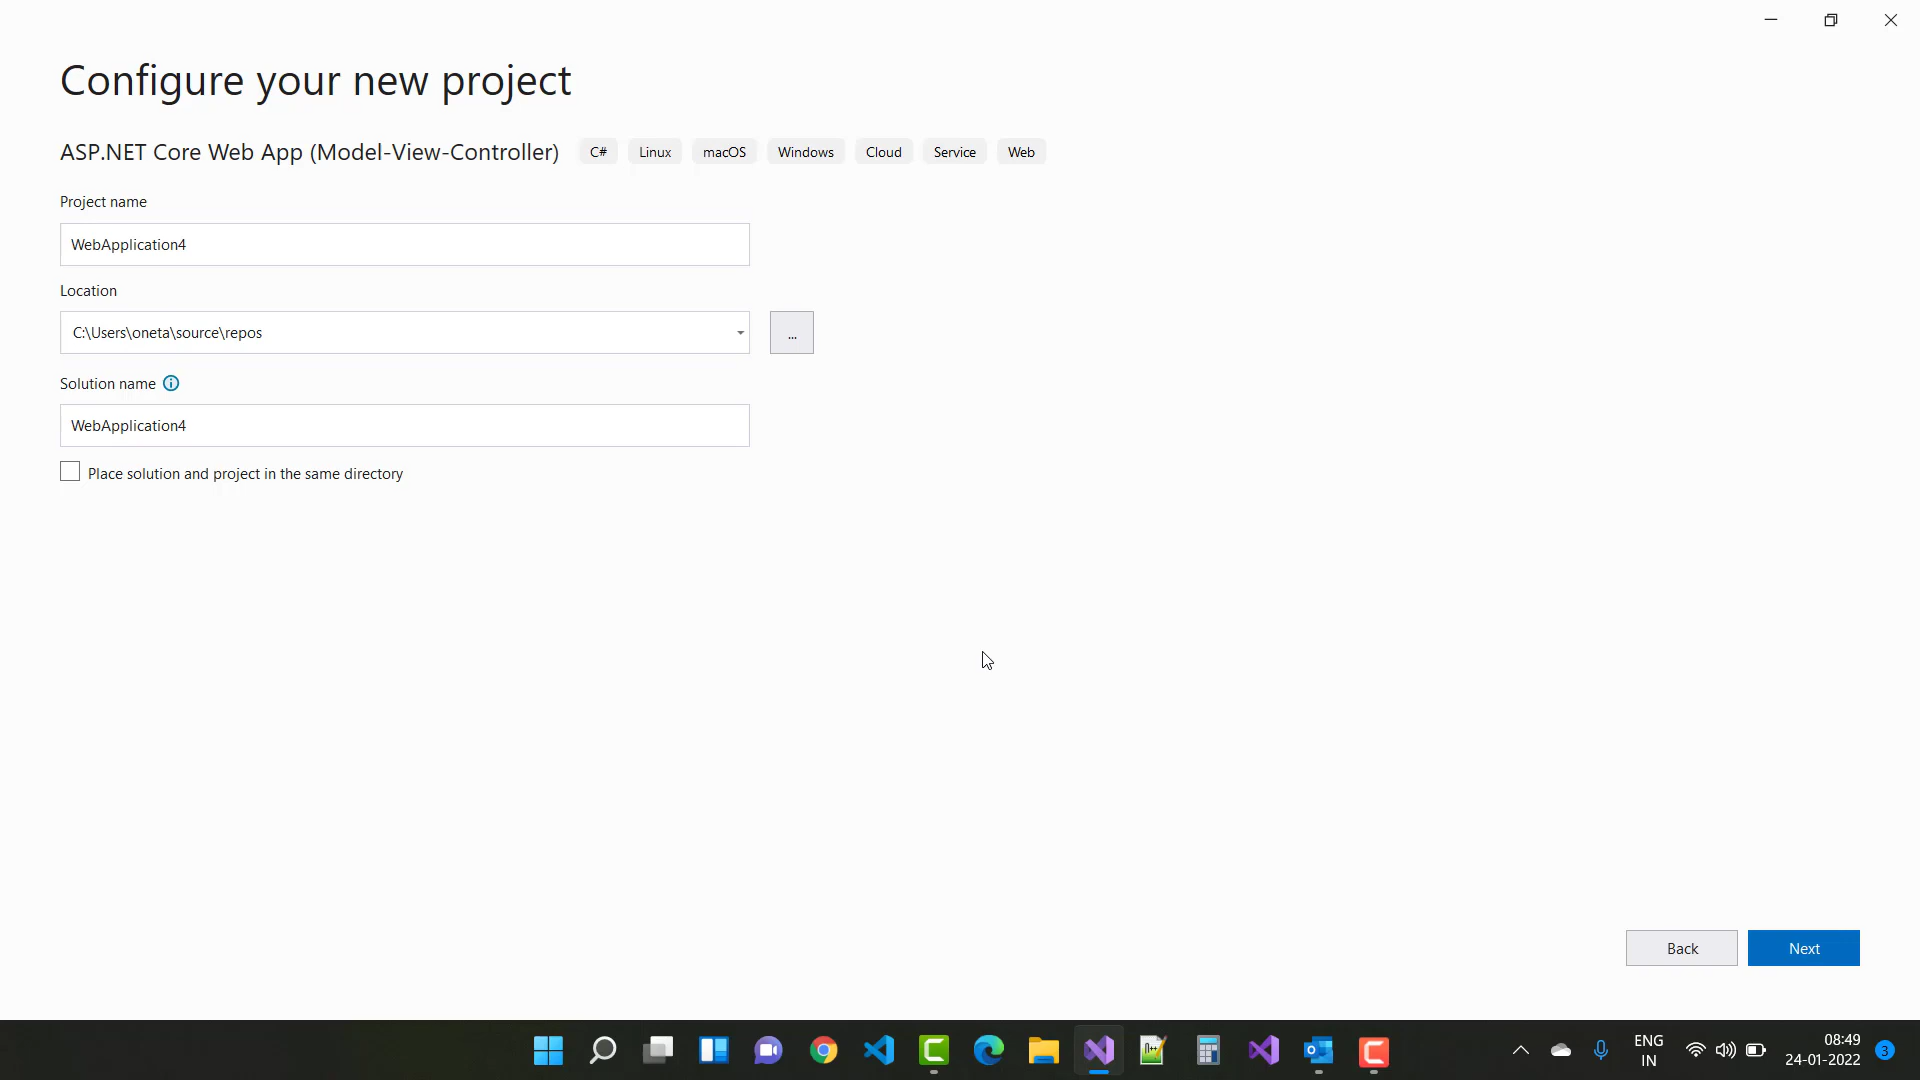 Configure your new project
ASP.NET Core Web App (Model-View-Controller) C# Linux macOS Windows Cloud Service Web
Project name
WebApplication4
Location
C:\Users\oneta\source\repos
...
Solution name
WebApplication4
Place solution and project in the same directory
Back Next
ENG
IN
08:49
24-01-2022
3